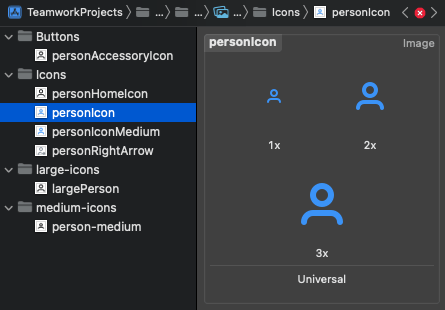 TeamworkProjects ... ... ... Icons personIcon
Buttons
personAccessoryIcon
Icons
personHomeIcon
personIcon
personIconMedium
personRightArrow
large-icons
largePerson
medium-icons
person-medium
personIcon Image
1x 2x
3x
Universal